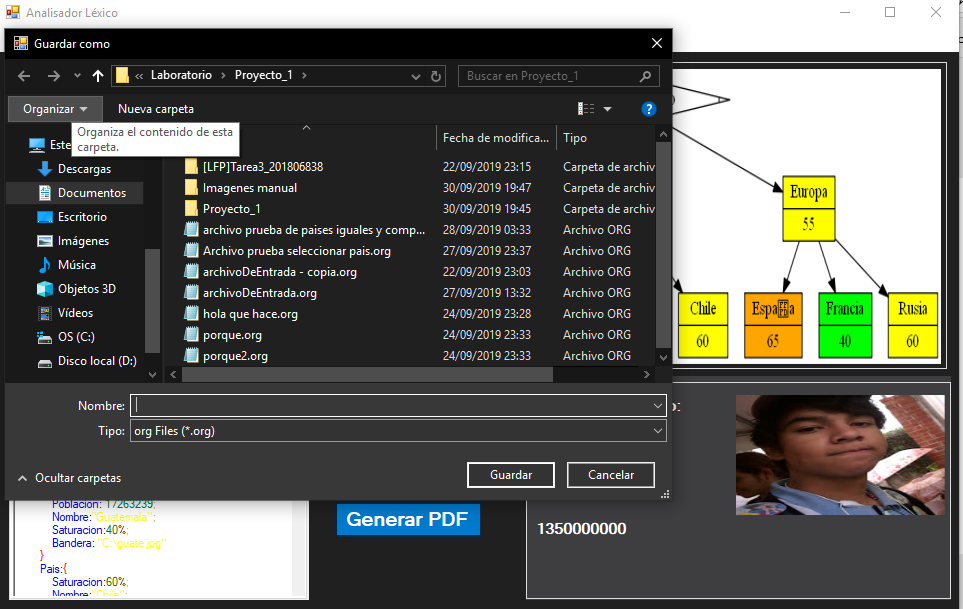 Analisador Léxico
Guardar como
« Laboratorio › Proyecto_1 ›
Buscar en Proyecto_1
Organizar
Nueva carpeta
Organiza el contenido de esta
carpeta.
Este
Descargas
Documentos
Escritorio
Imágenes
Música
Objetos 3D
Vídeos
OS (C:)
Disco local (D:)
Fecha de modifica... Tipo
[LFP]Tarea3_201806838 22/09/2019 23:15 Carpeta de archiv
Imagenes manual 30/09/2019 19:47 Carpeta de archiv
Proyecto_1 30/09/2019 19:45 Carpeta de archiv
archivo prueba de paises iguales y comp... 28/09/2019 03:33 Archivo ORG
Archivo prueba seleccionar pais.org 27/09/2019 23:37 Archivo ORG
archivoDeEntrada - copia.org 22/09/2019 23:03 Archivo ORG
archivoDeEntrada.org 27/09/2019 13:32 Archivo ORG
hola que hace.org 24/09/2019 23:28 Archivo ORG
porque.org 24/09/2019 23:33 Archivo ORG
porque2.org 24/09/2019 23:33 Archivo ORG
Nombre:
Tipo: org Files (*.org)
Ocultar carpetas
Guardar
Cancelar
Europa
55
Chile
60
65
Francia
40
Rusia
60
o:
1350000000
Generar PDF
Poblacion: 17263239;
Nombre:"Guatemala";
Saturacion:40%;
Bandera: "C:\guate.jpg"
}
Pais:{
Saturacion:60%;
Nombre:"Chile";